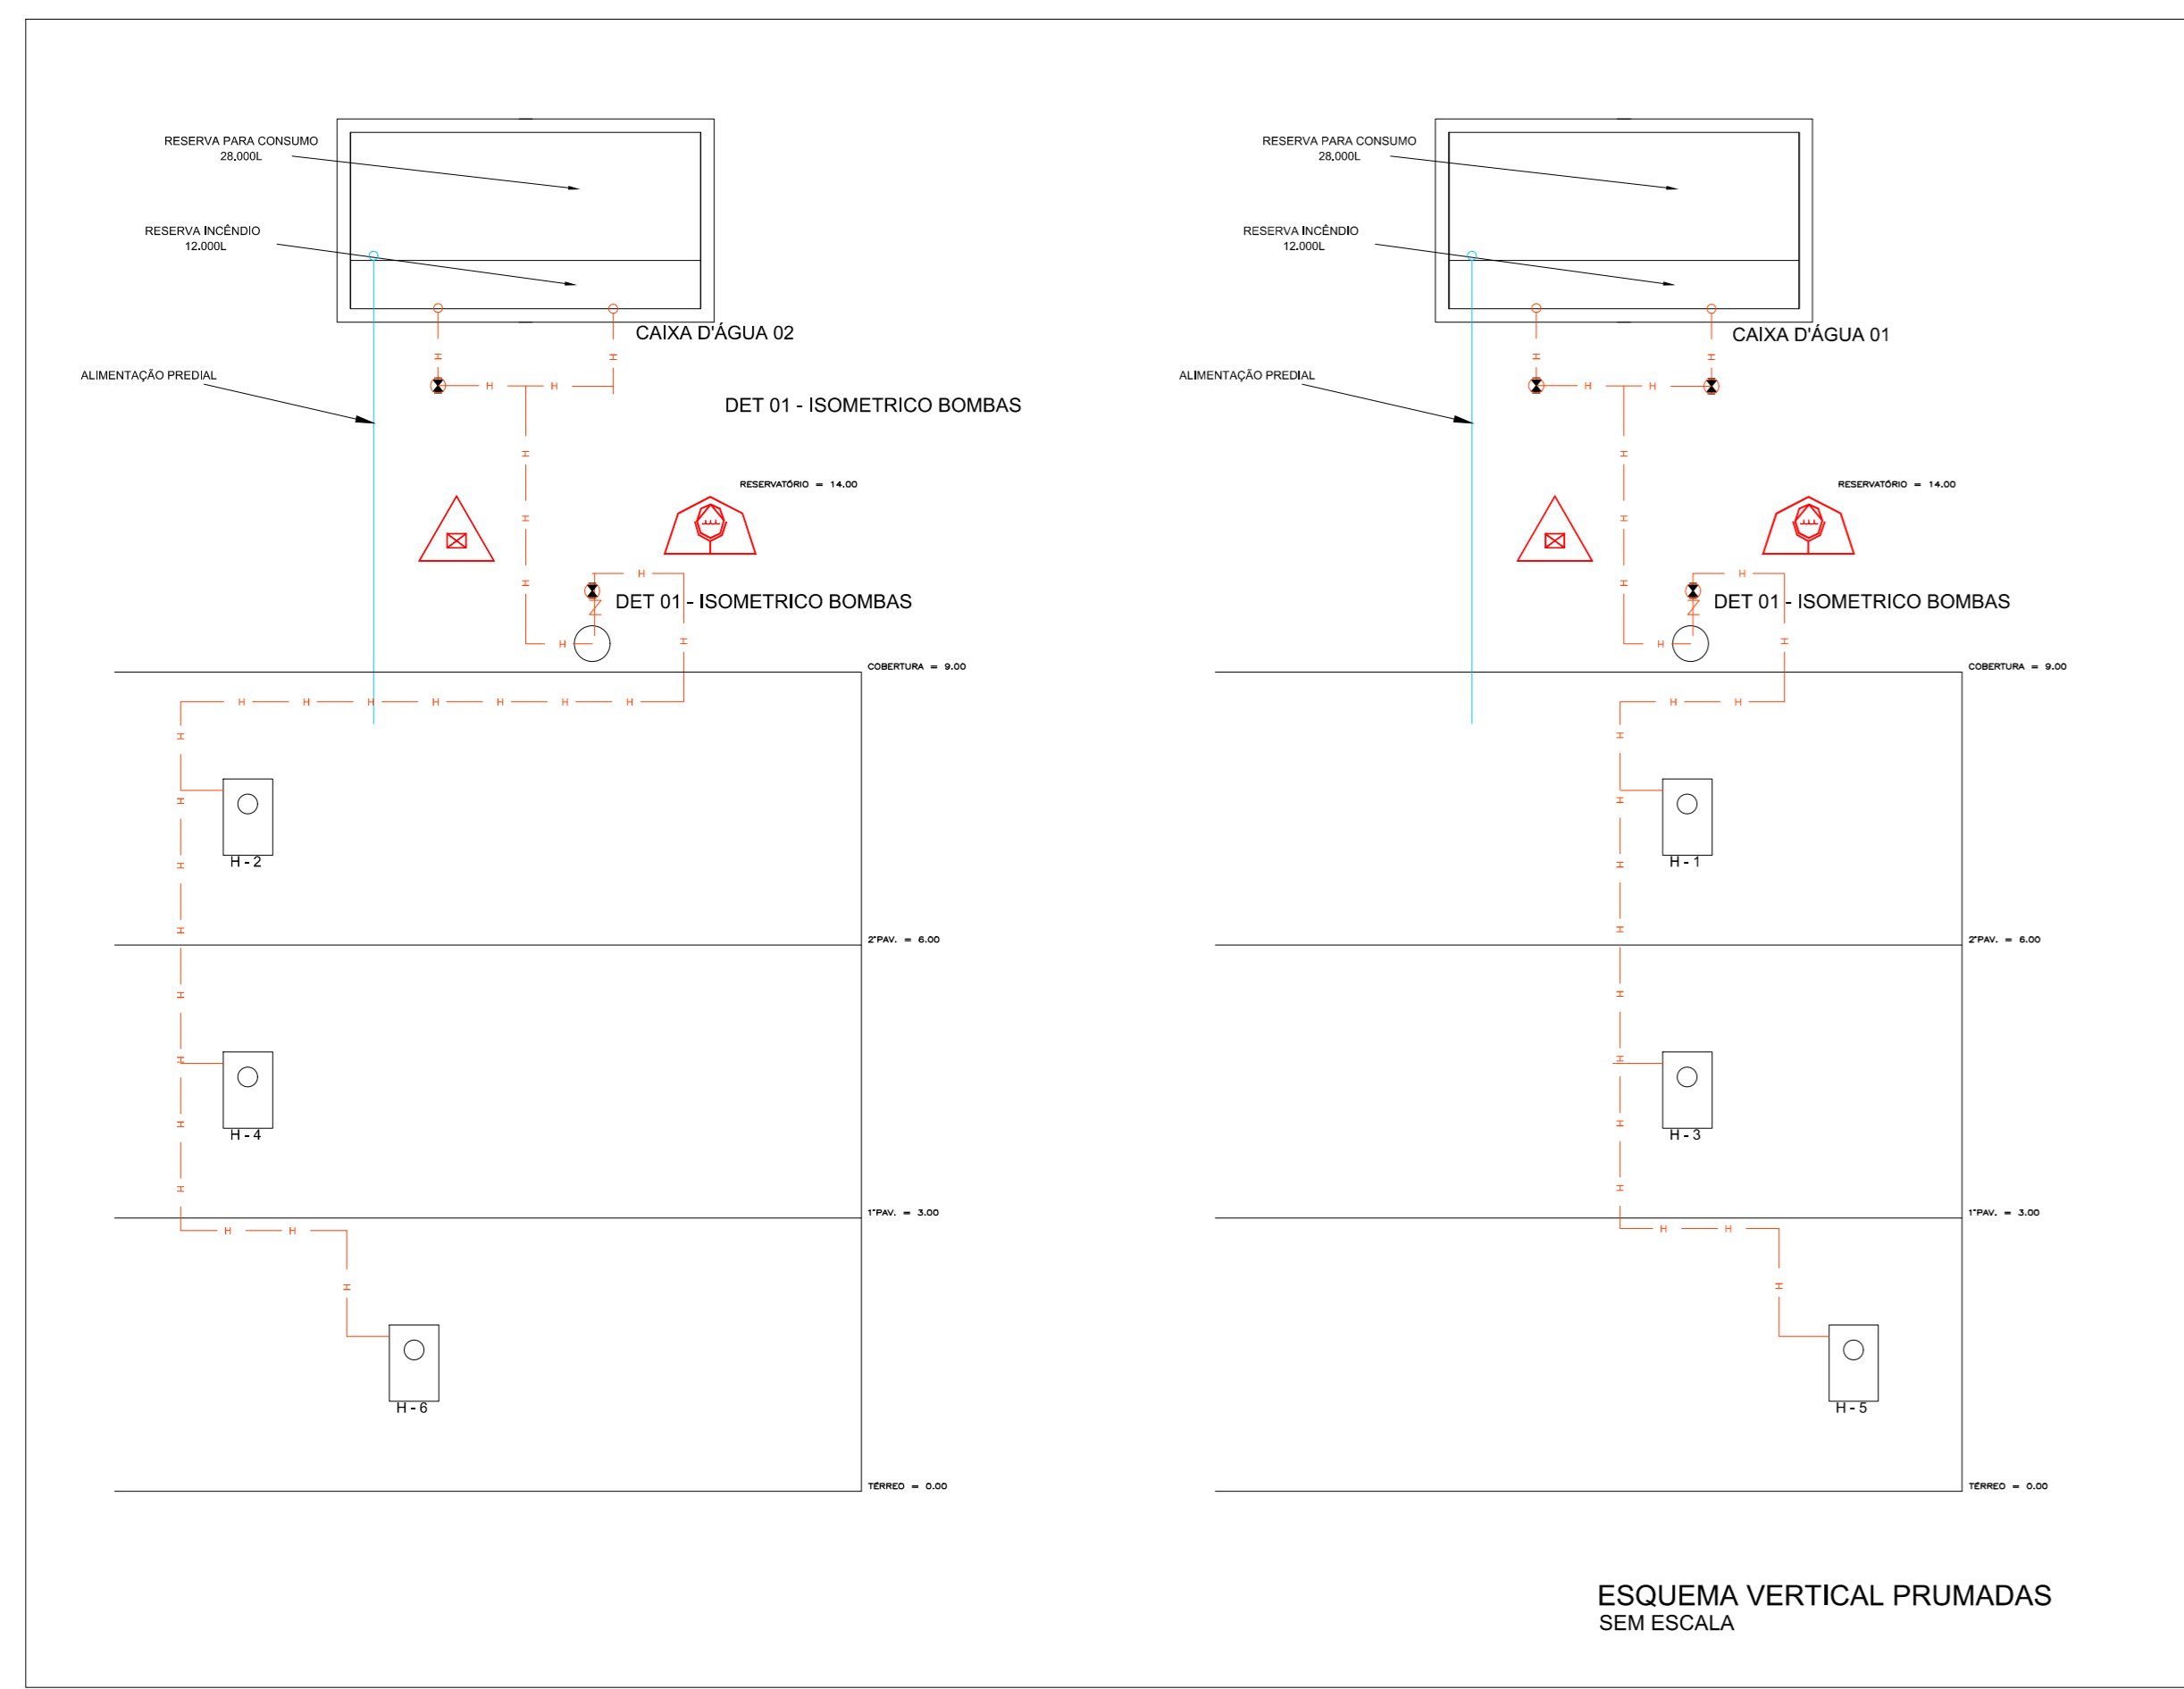 RESERVA PARA CONSUMO
28.000L
RESERVA INCÊNDIO
12.000L
CAIXA D'ÁGUA 02
ALIMENTAÇÃO PREDIAL
H
H
H
H
DET 01 - ISOMETRICO BOMBAS
H
H
H
RESERVATÓRIO = 14.00
H
DET 01 - ISOMETRICO BOMBAS
H
H
COBERTURA = 9.00
H H H H H H H
H
H
H
H - 2
H
2°PAV. = 6.00
H
H
H
H - 4
H
1°PAV. = 3.00
H H
H
H - 6
TÉRREO = 0.00
RESERVA PARA CONSUMO
28.000L
RESERVA INCÊNDIO
12.000L
CAIXA D'ÁGUA 01
ALIMENTAÇÃO PREDIAL
H
H
H
H
H
H
H
RESERVATÓRIO = 14.00
H
DET 01 - ISOMETRICO BOMBAS
H
H
COBERTURA = 9.00
H H
H
H
H
H - 1
H
2°PAV. = 6.00
H
H
H
H - 3
H
1°PAV. = 3.00
H H
H
H - 5
TÉRREO = 0.00
ESQUEMA VERTICAL PRUMADAS
SEM ESCALA